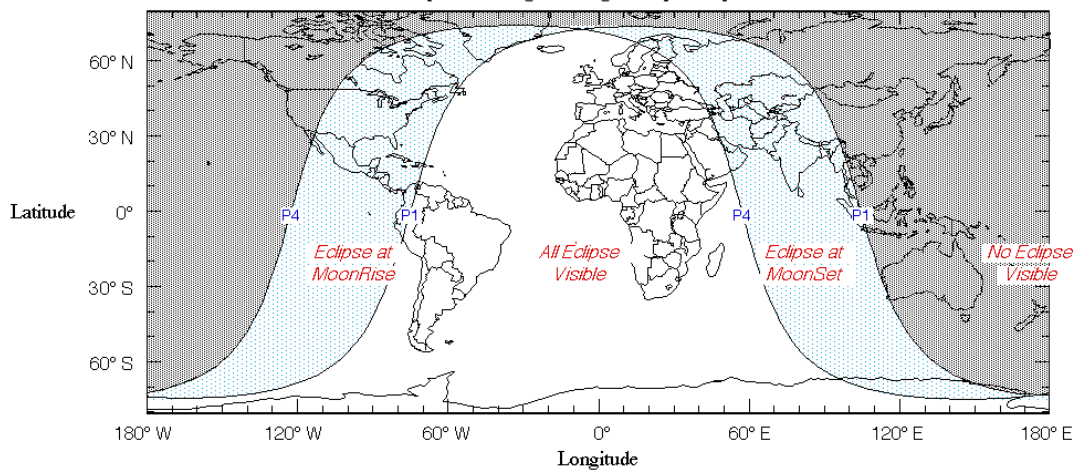 60° N
30° N
Latitude
0°
P4
P1
P4
P1
Eclipse at
MoonRise
All Eclipse
Visible
Eclipse at
MoonSet
No Eclipse
Visible
30° S
60° S
180° W
120° W
60° W
0°
60° E
120° E
180° E
Longitude